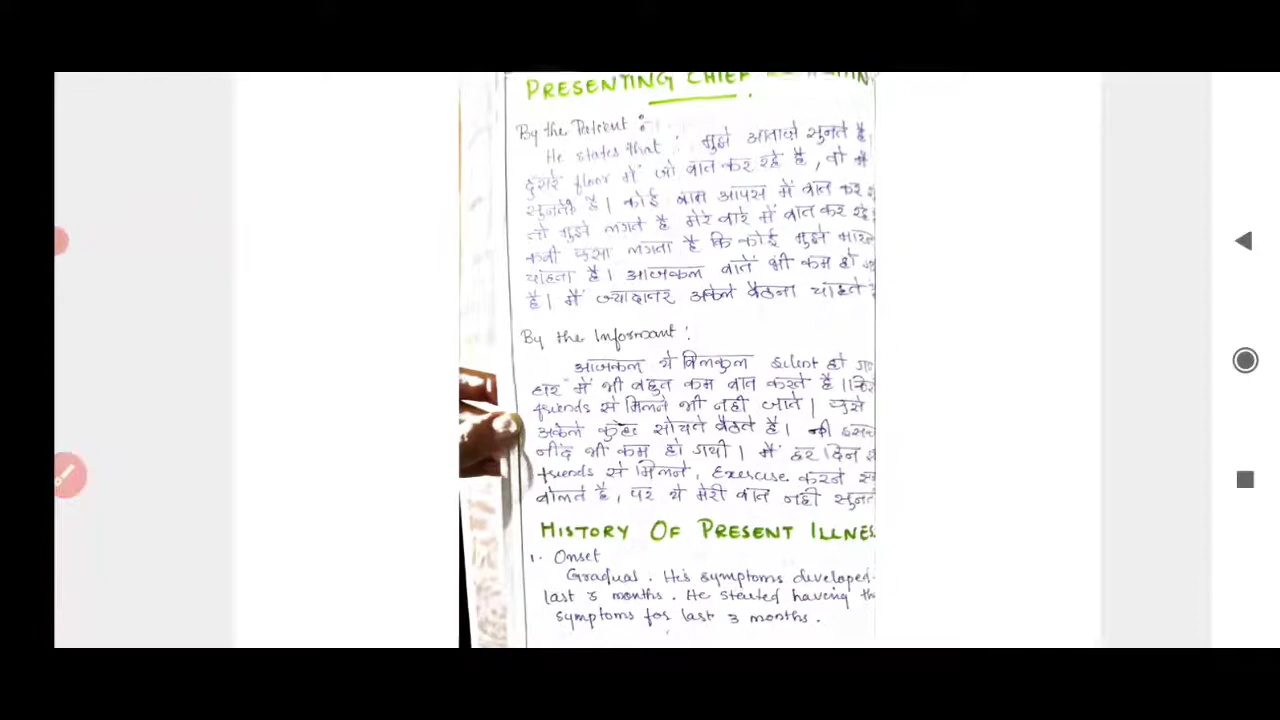 PRESENTING CHIEF
By the Patient :
He states that : मुझे आवाजे सुनते है।
दुसरे floor में जो बात कर रहे है, वो भी
सुनते है। कोई बात आपस में बात कर
तो मुझे लगते है मेरे बारे में बात कर रहे
कभी ऐसा लगता है कि कोई मुझे मारना
चाहता है। आजकल बातें भी कम हो
है। मैं ज्यादातर अकेले बैठना चाहते
By the Informant :
आजकल ये बिलकुल silent हो
घर में भी बहुत कम बात करते है।
friends से मिलने भी नही जाते।
अकेले कुछ सोचते बैठते है।
नींद भी कम हो गयी। मैं हर दिन
friends से मिलने, Exercise करने
बोलते है, पर ये मेरी बात नही सुनते
HISTORY OF PRESENT ILLNES
1. Onset
Gradual. His symptoms developed
last 3 months. He started having th
symptoms for last 3 months.